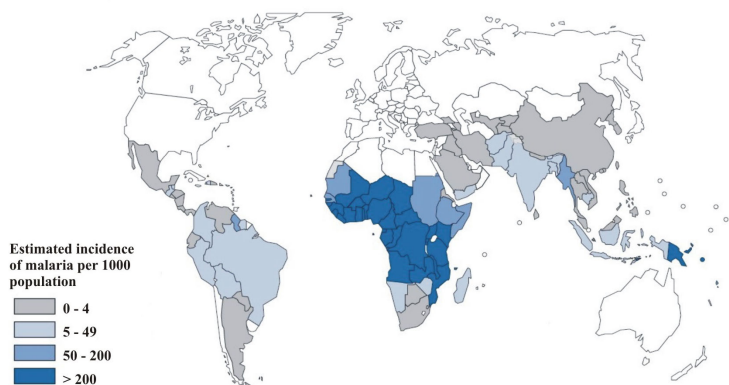 Estimated incidence
of malaria per 1000
population
0 - 4
5 - 49
50 - 200
> 200